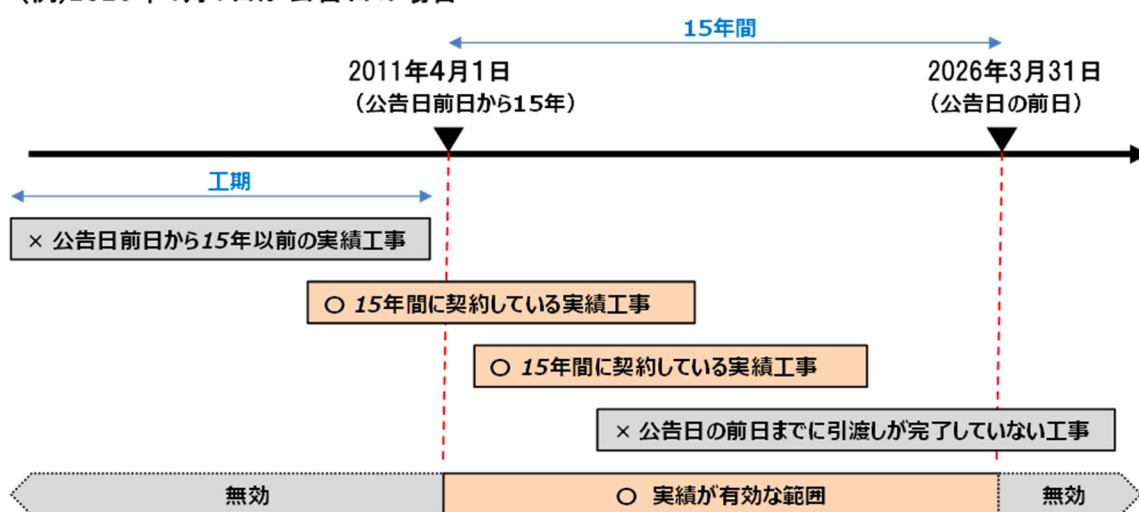 15年間
2011年4月1日
（公告日前日から15年）
2026年3月31日
（公告日の前日）
工期
× 公告日前日から15年以前の実績工事
○ 15年間に契約している実績工事
○ 15年間に契約している実績工事
× 公告日の前日までに引渡しが完了していない工事
無効
○ 実績が有効な範囲
無効